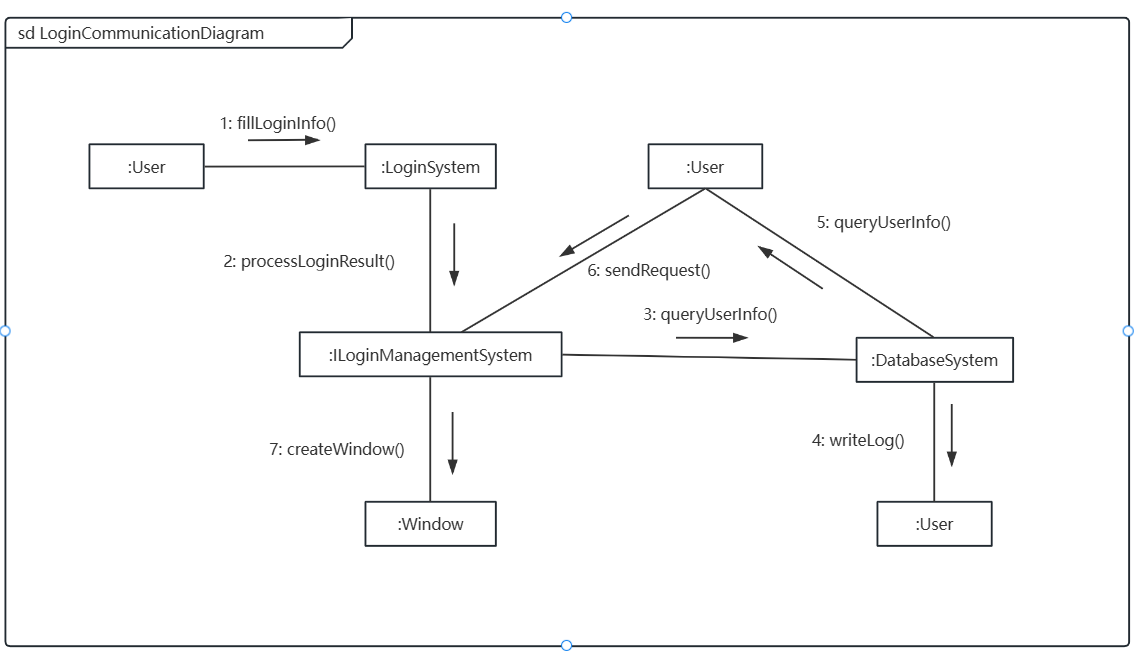 sd LoginCommunicationDiagram
1: fillLoginInfo()
:User
:LoginSystem
:User
5: queryUserInfo()
2: processLoginResult()
6: sendRequest()
3: queryUserInfo()
:ILoginManagementSystem
:DatabaseSystem
7: createWindow()
4: writeLog()
:Window
:User